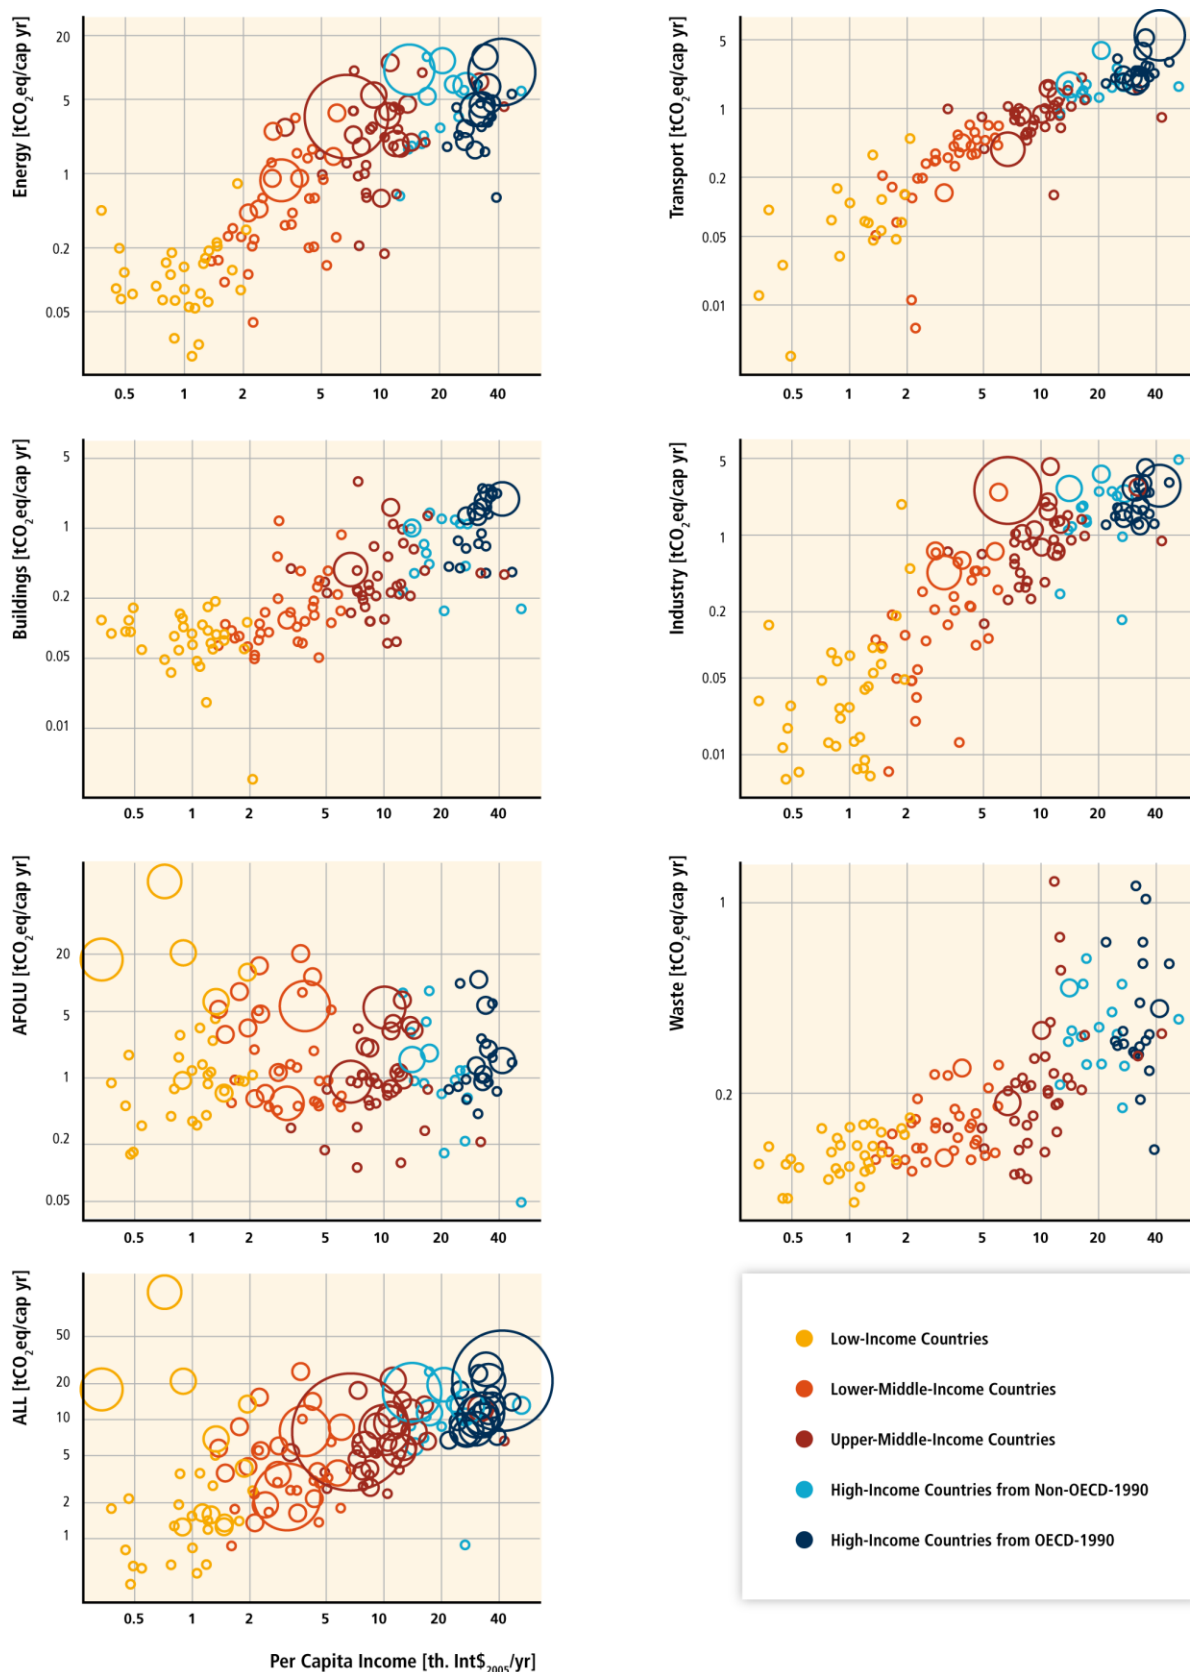 Energy [tCO₂eq/cap yr]
20
5
1
0.2
0.05
0.5 1 2 5 10 20 40
Transport [tCO₂eq/cap yr]
5
1
0.2
0.05
0.01
0.5 1 2 5 10 20 40
Buildings [tCO₂eq/cap yr]
5
1
0.2
0.05
0.01
0.5 1 2 5 10 20 40
Industry [tCO₂eq/cap yr]
5
1
0.2
0.05
0.01
0.5 1 2 5 10 20 40
AFOLU [tCO₂eq/cap yr]
20
5
1
0.2
0.05
0.5 1 2 5 10 20 40
Waste [tCO₂eq/cap yr]
1
0.2
0.5 1 2 5 10 20 40
ALL [tCO₂eq/cap yr]
50
20
10
5
2
1
0.5 1 2 5 10 20 40
Per Capita Income [th. Int$₂₀₀₅/yr]
Low-Income Countries
Lower-Middle-Income Countries
Upper-Middle-Income Countries
High-Income Countries from Non-OECD-1990
High-Income Countries from OECD-1990